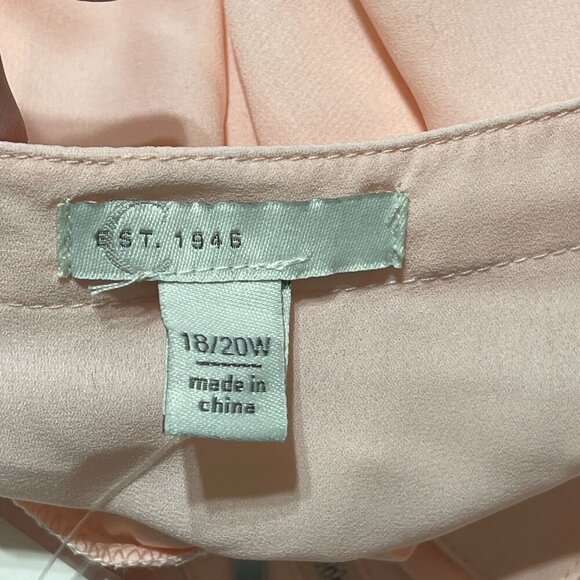 C
EST. 1946
18/20W
made in
china